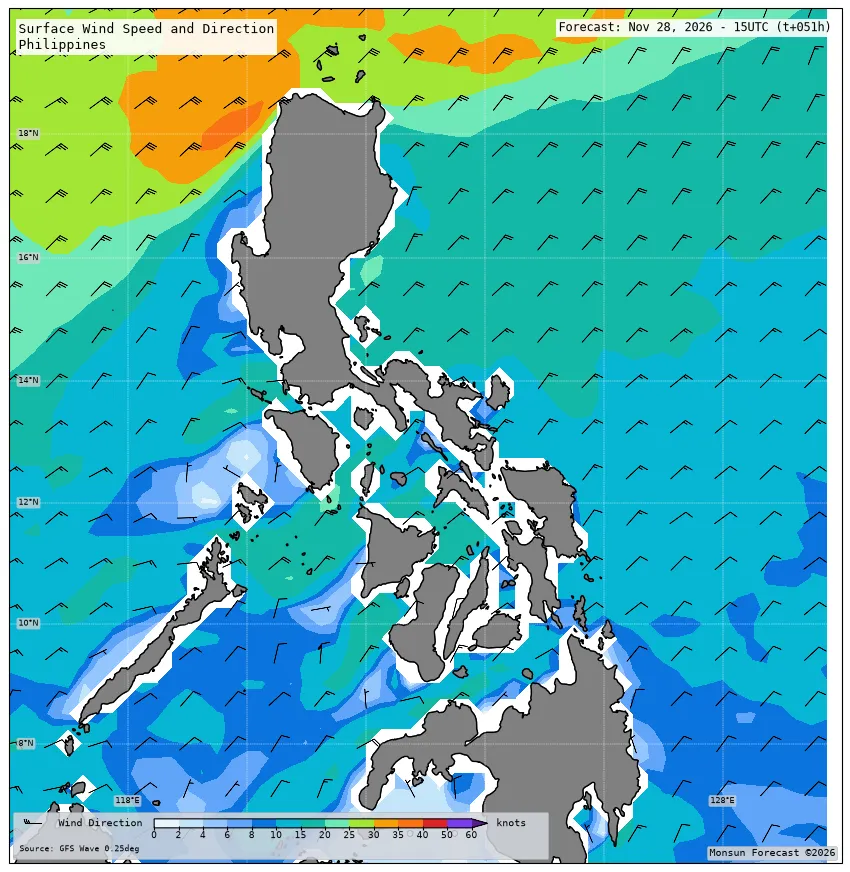 Surface Wind Speed and Direction
Philippines
Forecast: Nov 28, 2026 - 15UTC (t+051h)
18°N
16°N
14°N
12°N
10°N
8°N
118°E
128°E
Wind Direction
knots
0 2 4 6 8 10 15 20 25 30 35 40 50 60
Source: GFS Wave 0.25deg
Monsun Forecast ©2026